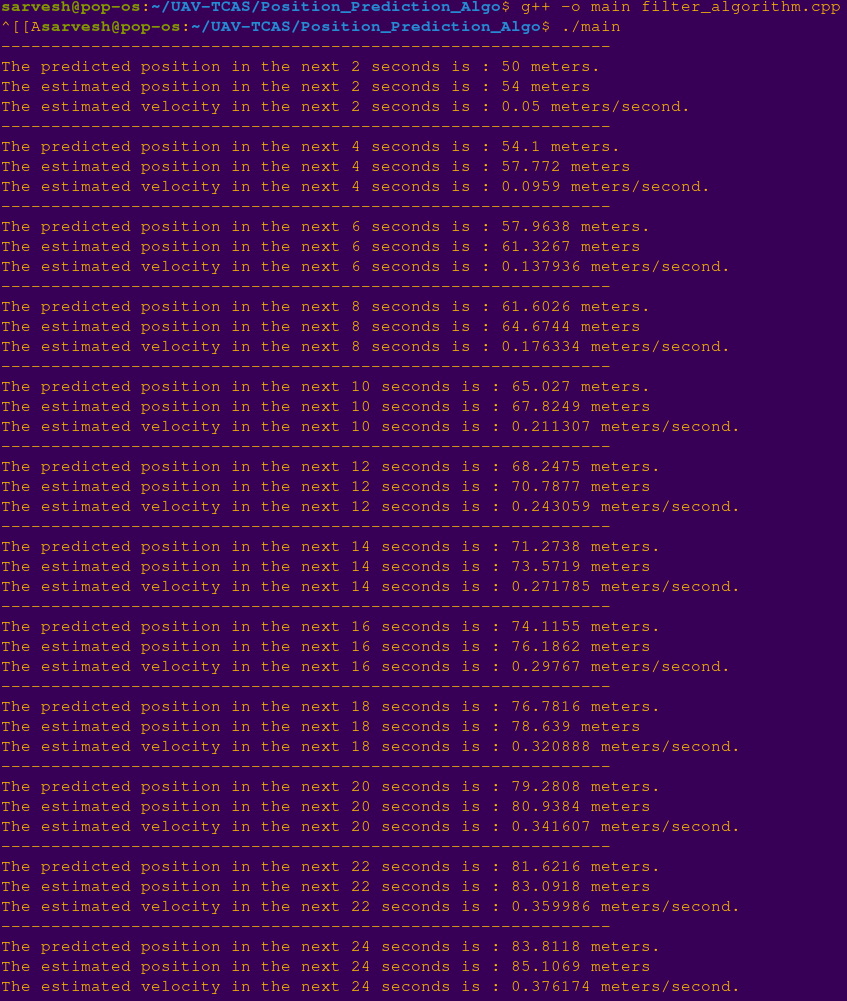 sarvesh@pop-os:~/UAV-TCAS/Position_Prediction_Algo$ g++ -o main filter_algorithm.cpp
^[[Asarvesh@pop-os:~/UAV-TCAS/Position_Prediction_Algo$ ./main
-------------------------------------------------------------
The predicted position in the next 2 seconds is : 50 meters.
The estimated position in the next 2 seconds is : 54 meters
The estimated velocity in the next 2 seconds is : 0.05 meters/second.
-------------------------------------------------------------
The predicted position in the next 4 seconds is : 54.1 meters.
The estimated position in the next 4 seconds is : 57.772 meters
The estimated velocity in the next 4 seconds is : 0.0959 meters/second.
-------------------------------------------------------------
The predicted position in the next 6 seconds is : 57.9638 meters.
The estimated position in the next 6 seconds is : 61.3267 meters
The estimated velocity in the next 6 seconds is : 0.137936 meters/second.
-------------------------------------------------------------
The predicted position in the next 8 seconds is : 61.6026 meters.
The estimated position in the next 8 seconds is : 64.6744 meters
The estimated velocity in the next 8 seconds is : 0.176334 meters/second.
-------------------------------------------------------------
The predicted position in the next 10 seconds is : 65.027 meters.
The estimated position in the next 10 seconds is : 67.8249 meters
The estimated velocity in the next 10 seconds is : 0.211307 meters/second.
-------------------------------------------------------------
The predicted position in the next 12 seconds is : 68.2475 meters.
The estimated position in the next 12 seconds is : 70.7877 meters
The estimated velocity in the next 12 seconds is : 0.243059 meters/second.
-------------------------------------------------------------
The predicted position in the next 14 seconds is : 71.2738 meters.
The estimated position in the next 14 seconds is : 73.5719 meters
The estimated velocity in the next 14 seconds is : 0.271785 meters/second.
-------------------------------------------------------------
The predicted position in the next 16 seconds is : 74.1155 meters.
The estimated position in the next 16 seconds is : 76.1862 meters
The estimated velocity in the next 16 seconds is : 0.29767 meters/second.
-------------------------------------------------------------
The predicted position in the next 18 seconds is : 76.7816 meters.
The estimated position in the next 18 seconds is : 78.639 meters
The estimated velocity in the next 18 seconds is : 0.320888 meters/second.
-------------------------------------------------------------
The predicted position in the next 20 seconds is : 79.2808 meters.
The estimated position in the next 20 seconds is : 80.9384 meters
The estimated velocity in the next 20 seconds is : 0.341607 meters/second.
-------------------------------------------------------------
The predicted position in the next 22 seconds is : 81.6216 meters.
The estimated position in the next 22 seconds is : 83.0918 meters
The estimated velocity in the next 22 seconds is : 0.359986 meters/second.
-------------------------------------------------------------
The predicted position in the next 24 seconds is : 83.8118 meters.
The estimated position in the next 24 seconds is : 85.1069 meters
The estimated velocity in the next 24 seconds is : 0.376174 meters/second.